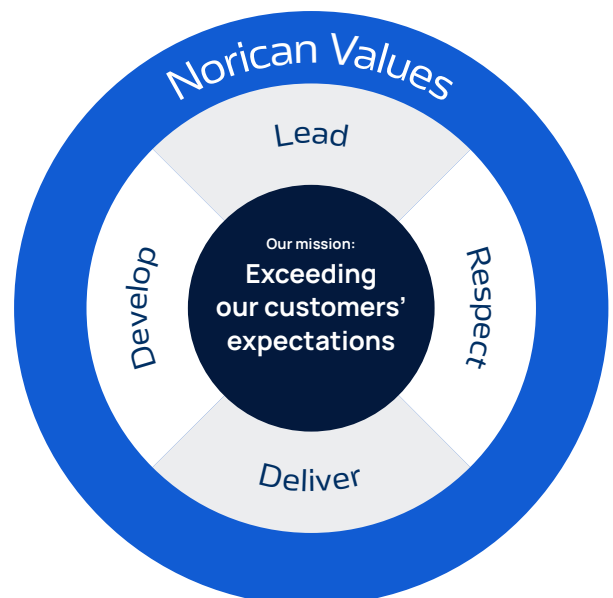 Norican Values
Lead
Develop
Our mission:
Exceeding
our customers’
expectations
Respect
Deliver